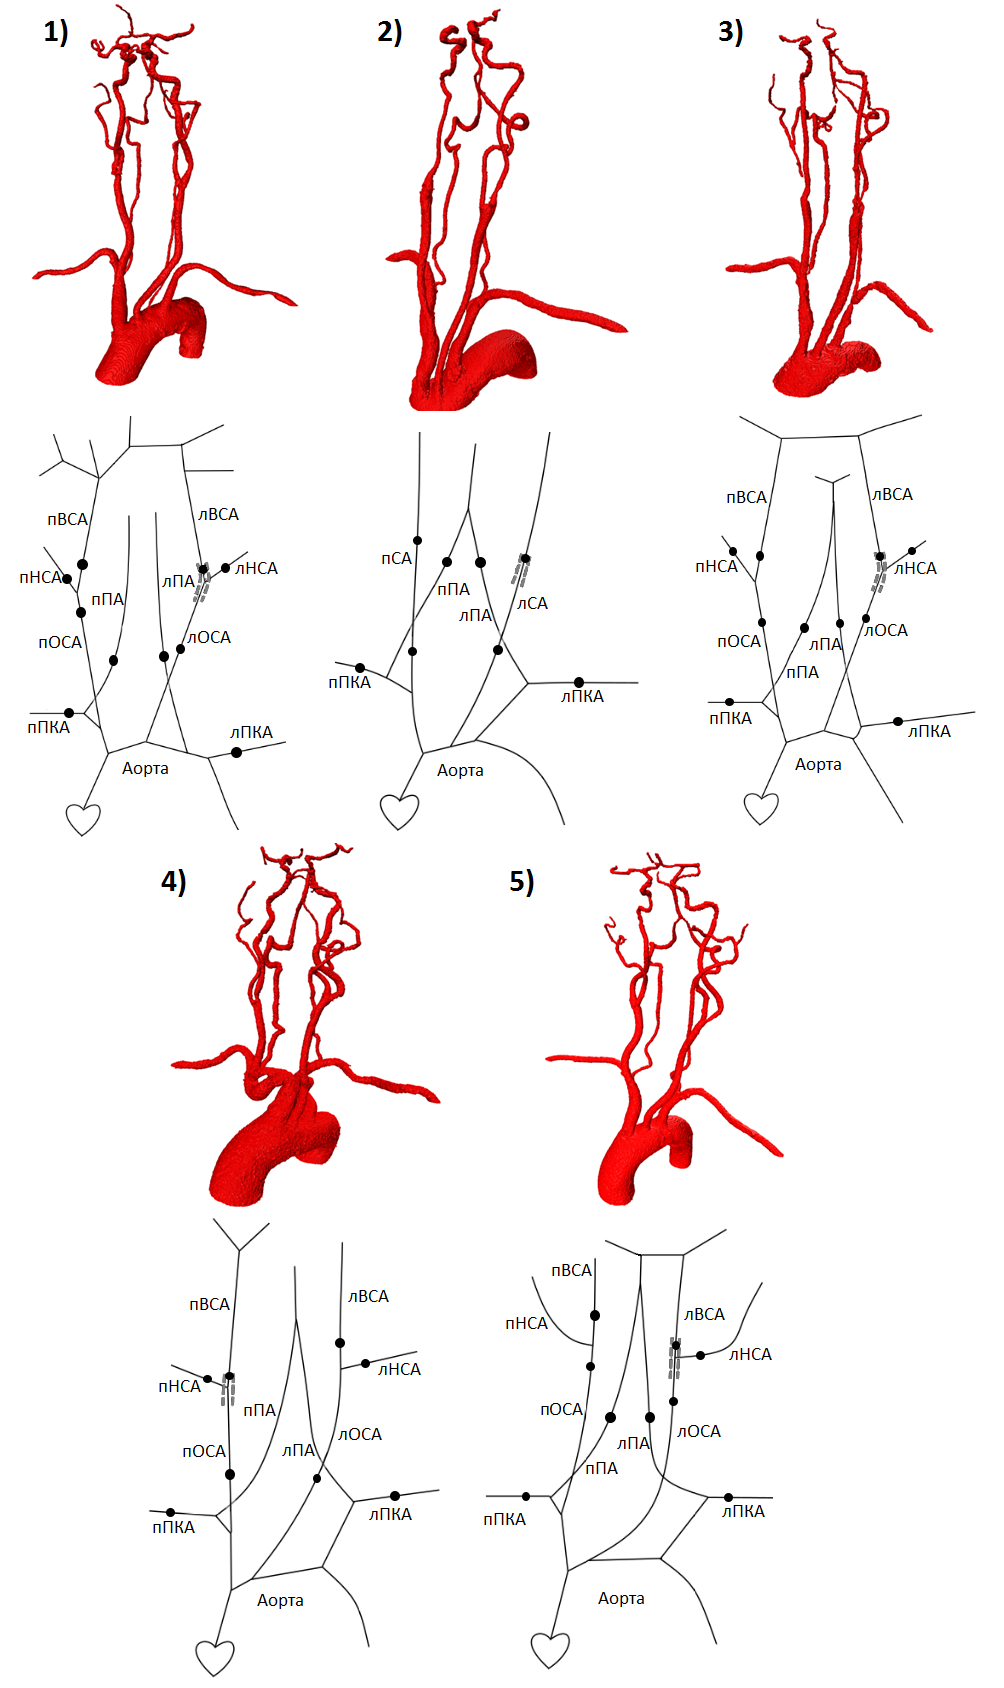 1)
2)
3)
пВСА
лВСА
пНСА
лПА
лНСА
пПА
пОСА
лОСА
пПКА
лПКА
Аорта
пСА
пПА
лПА
лСА
пПКА
лПКА
Аорта
пВСА
лВСА
пНСА
лНСА
пОСА
лОСА
лПА
пПА
пПКА
лПКА
Аорта
4)
5)
пВСА
лВСА
пНСА
лНСА
пПА
пОСА
лПА
лОСА
пПКА
лПКА
Аорта
пВСА
пНСА
лВСА
лНСА
пОСА
лПА
лОСА
пПА
пПКА
лПКА
Аорта